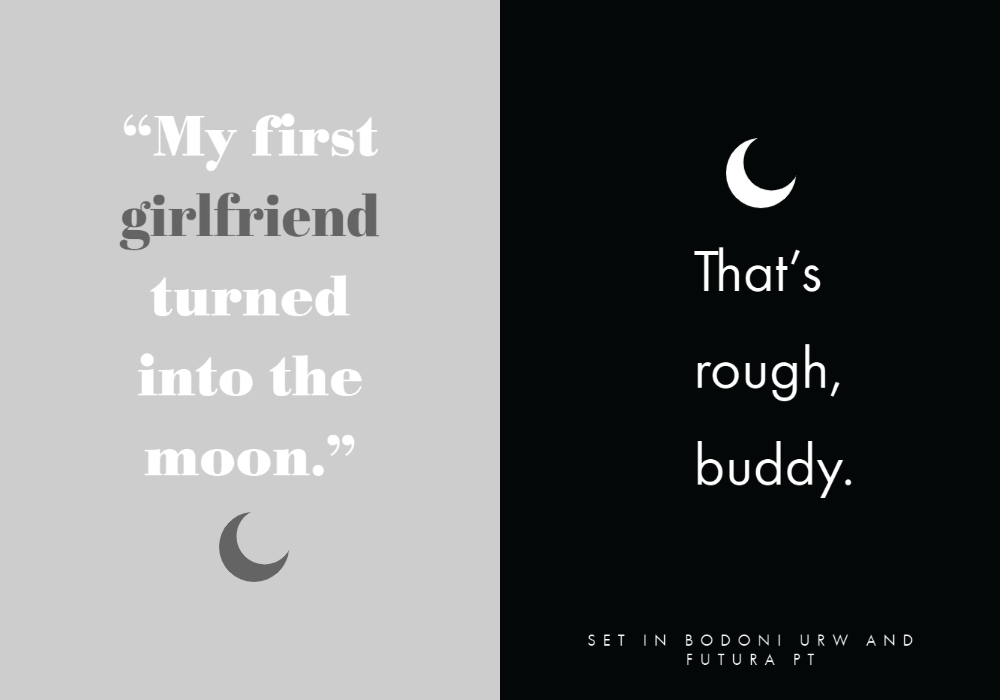 “My first
girlfriend
turned
into the
moon.”
That’s
rough,
buddy.
SET IN BODONI URW AND
FUTURA PT